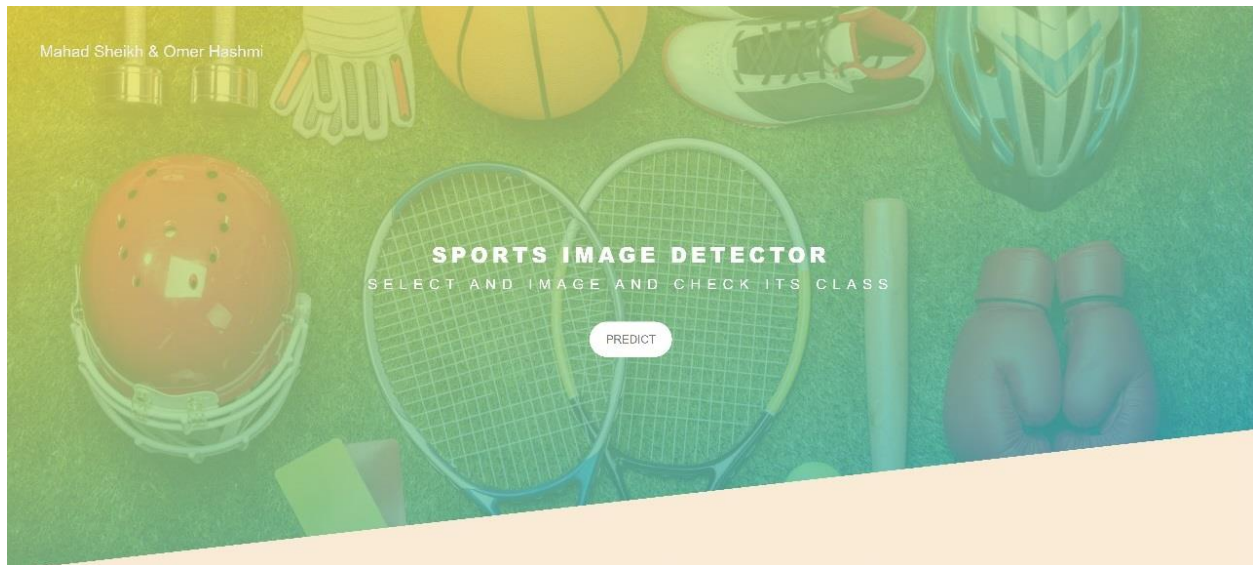 Mahad Sheikh & Omer Hashmi
SPORTS IMAGE DETECTOR
SELECT AND IMAGE AND CHECK ITS CLASS
PREDICT